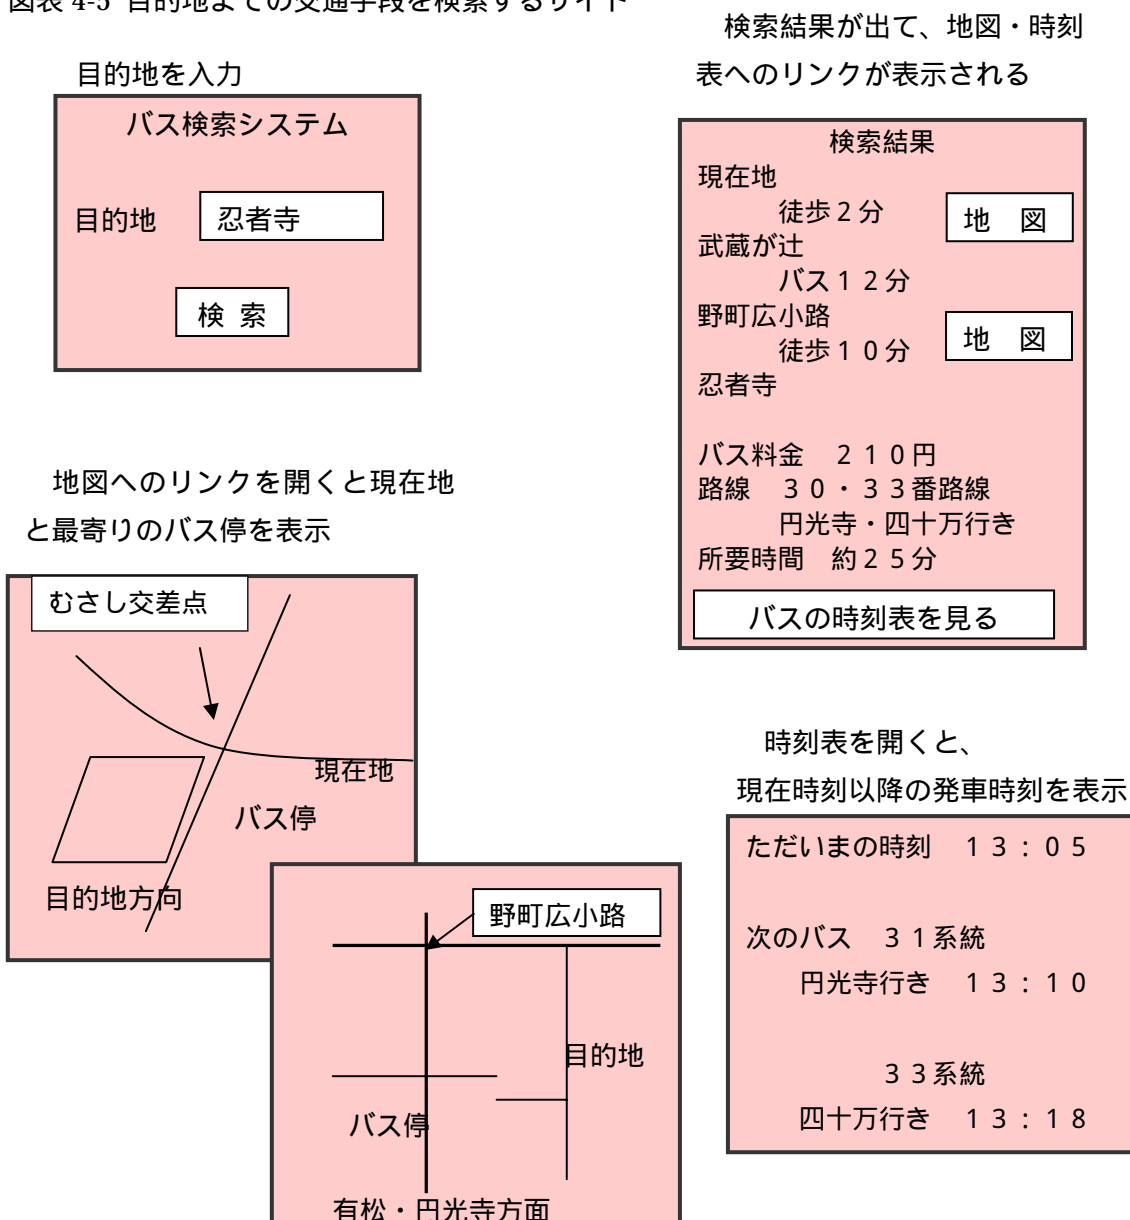 図表 4-5 目的地までの交通手段を検索するサイト
目的地を入力
バス検索システム
目的地 忍者寺
検 索
検索結果が出て、地図・時刻
表へのリンクが表示される
検索結果
現在地
徒歩２分 地　図
武蔵が辻
バス１２分
野町広小路
徒歩１０分 地　図
忍者寺
バス料金　２１０円
路線　３０・３３番路線
円光寺・四十万行き
所要時間　約２５分
バスの時刻表を見る
地図へのリンクを開くと現在地
と最寄りのバス停を表示
むさし交差点
現在地
バス停
目的地方向
野町広小路
目的地
バス停
有松・円光寺方面
時刻表を開くと、
現在時刻以降の発車時刻を表示
ただいまの時刻　１３：０５
次のバス　３１系統
円光寺行き　１３：１０
３３系統
四十万行き　１３：１８